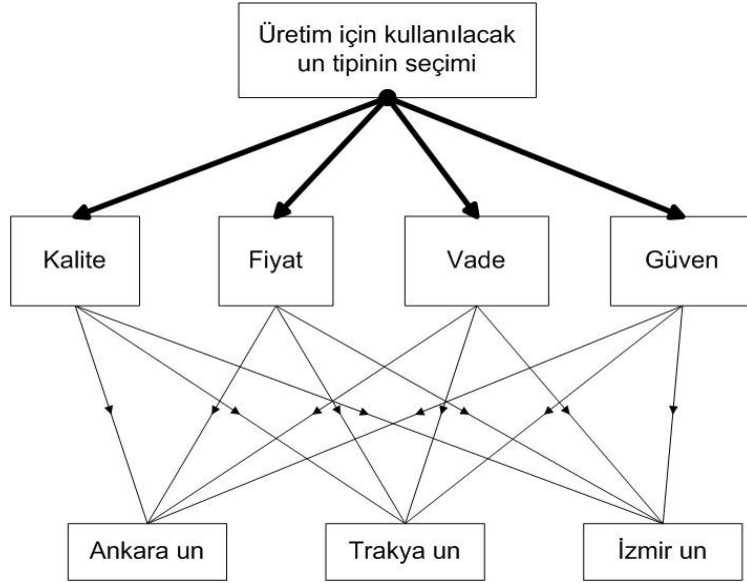 Üretim için kullanılacak
un tipinin seçimi
Kalite
Fiyat
Vade
Güven
Ankara un
Trakya un
İzmir un